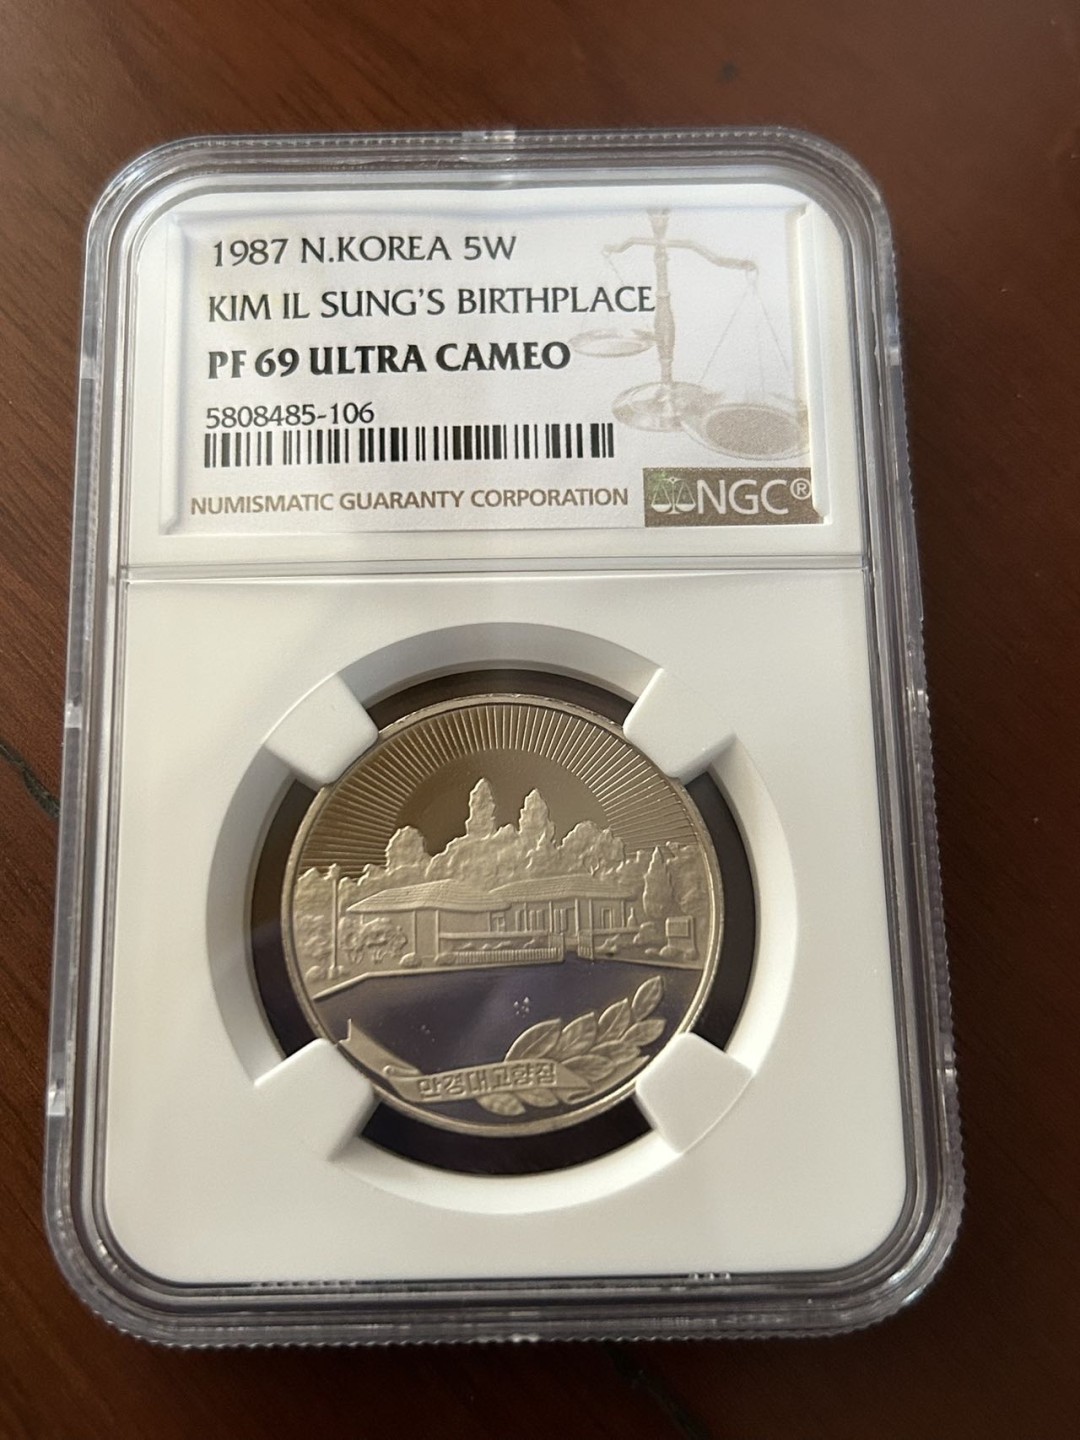 1987 N.KOREA 5W
KIM IL SUNG'S BIRTHPLACE
PF 69 ULTRA CAMEO
5808485-106
NUMISMATIC GUARANTY CORPORATION
NGC®
만경대고향집